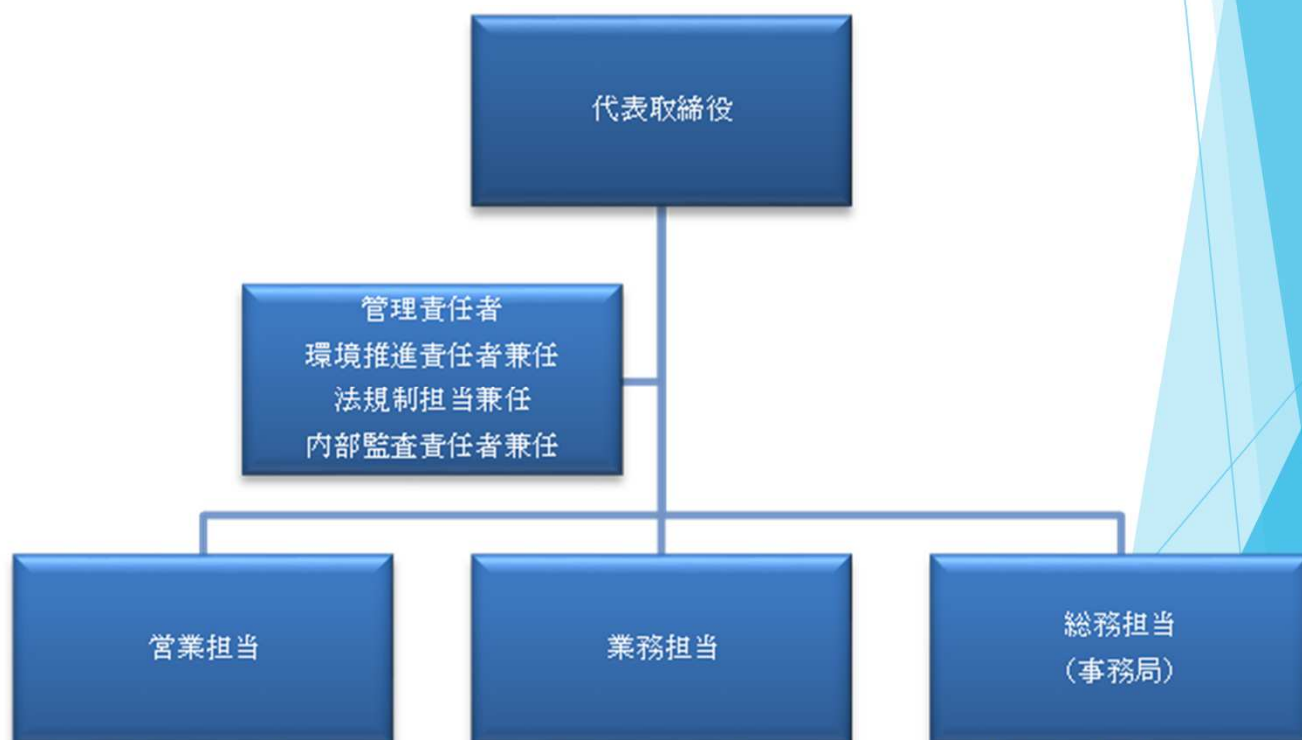 代表取締役
管理責任者
環境推進責任者兼任
法規制担当兼任
内部監査責任者兼任
営業担当
業務担当
総務担当
（事務局）